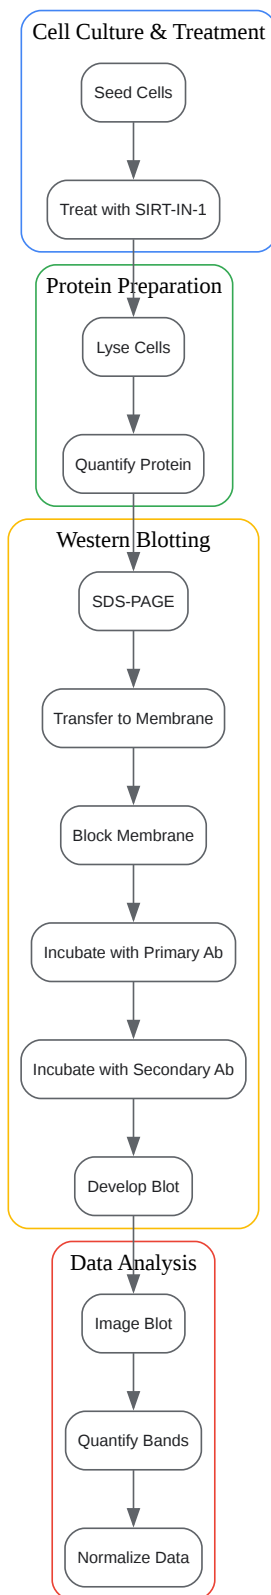 Cell Culture & Treatment
Seed Cells
Treat with SIRT-IN-1
Protein Preparation
Lyse Cells
Quantify Protein
Western Blotting
SDS-PAGE
Transfer to Membrane
Block Membrane
Incubate with Primary Ab
Incubate with Secondary Ab
Develop Blot
Data Analysis
Image Blot
Quantify Bands
Normalize Data